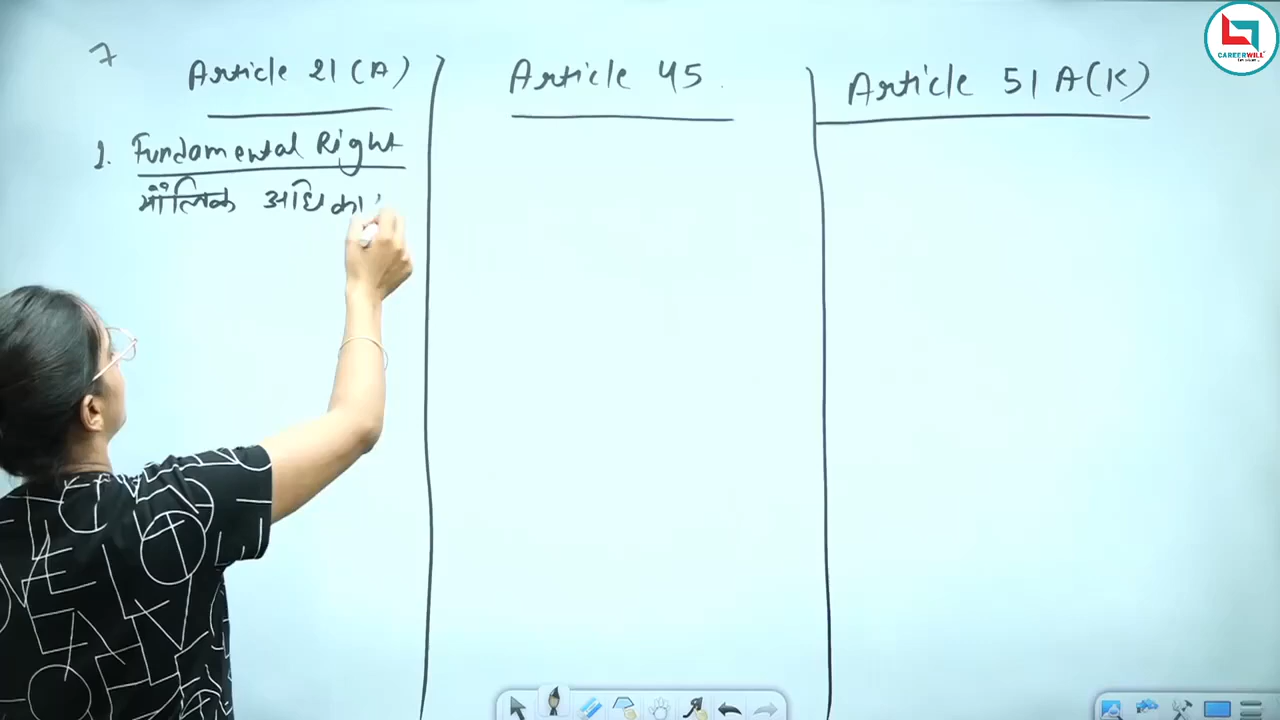 7
Article 21(A)
Article 45
Article 51 A(K)
1. Fundamental Right
मौलिक अधिका
CAREERWILL